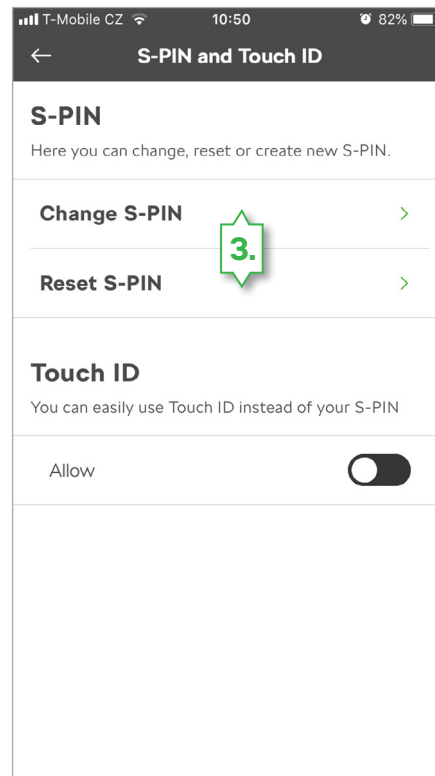 T-Mobile CZ 10:50 82%
S-PIN and Touch ID
S-PIN
Here you can change, reset or create new S-PIN.
Change S-PIN
3.
Reset S-PIN
Touch ID
You can easily use Touch ID instead of your S-PIN
Allow